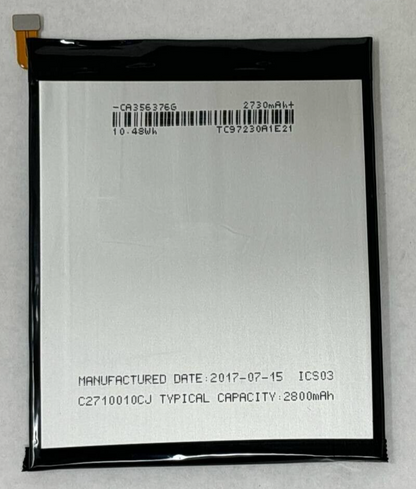 -CA356376G 2730mAh+
10.48Wh TC97230A1E21
MANUFACTURED DATE:2017-07-15 ICS03
C2710010CJ TYPICAL CAPACITY:2800mAh